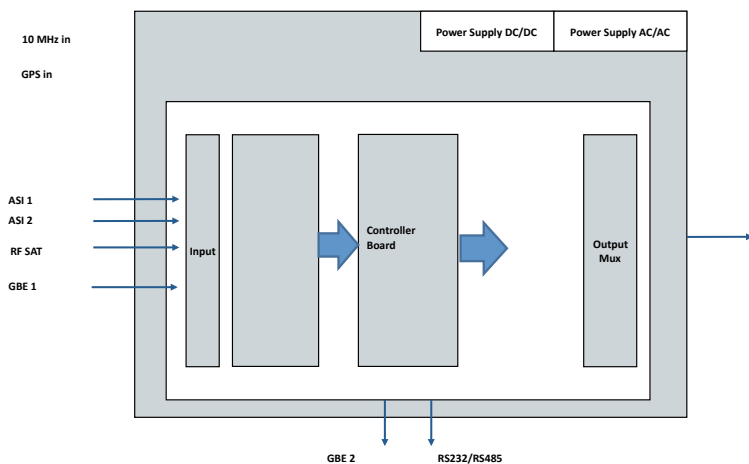 Power Supply DC/DC
Power Supply AC/AC
10 MHz in
GPS in
ASI 1
ASI 2
RF SAT
GBE 1
Input
Controller
Board
Output
Mux
GBE 2
RS232/RS485